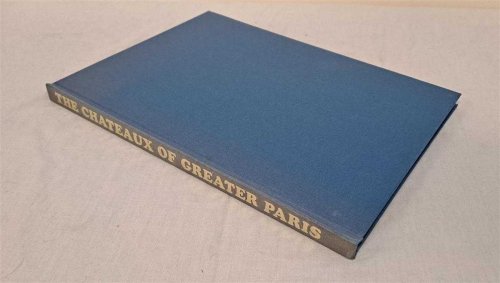 THE CHATEAUX OF GREATER PARIS